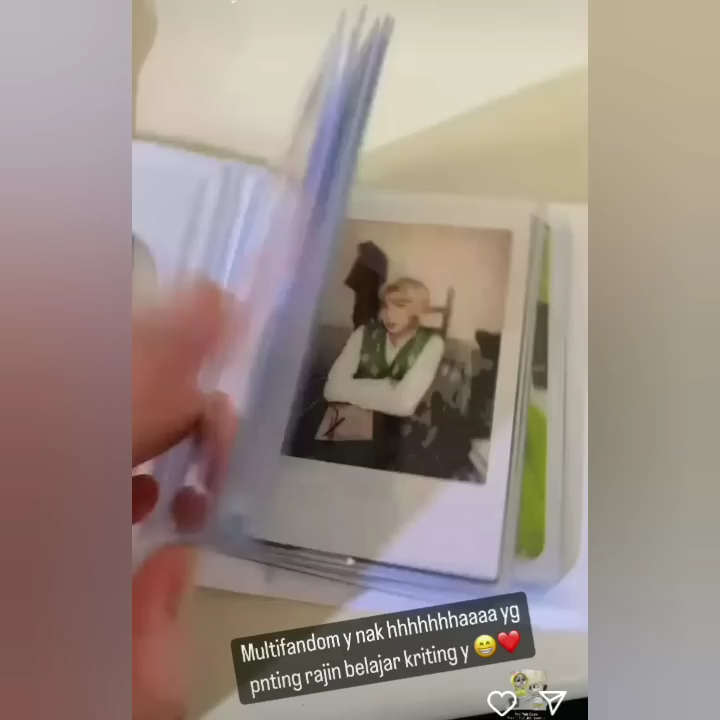 Multifandom y nak hhhhhhhaaaa yg
pnting rajin belajar kriting y 😁❤️